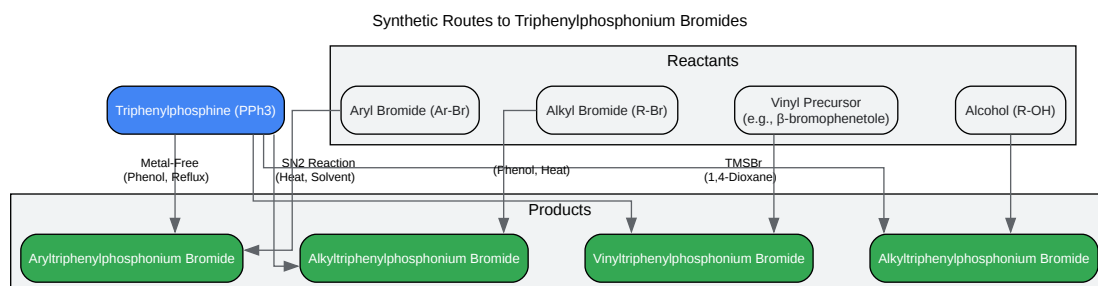 Synthetic Routes to Triphenylphosphonium Bromides
Reactants
Triphenylphosphine (PPh3)
Aryl Bromide (Ar-Br)
Alkyl Bromide (R-Br)
Vinyl Precursor
(e.g., β-bromophenetole)
Alcohol (R-OH)
Metal-Free
(Phenol, Reflux)
SN2 Reaction
(Heat, Solvent)
(Phenol, Heat)
TMSBr
(1,4-Dioxane)
Products
Aryltriphenylphosphonium Bromide
Alkyltriphenylphosphonium Bromide
Vinyltriphenylphosphonium Bromide
Alkyltriphenylphosphonium Bromide